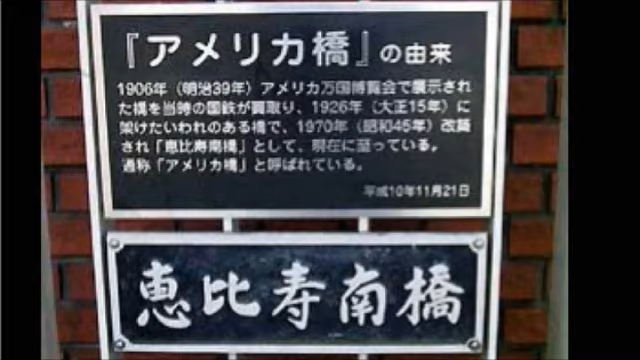 『アメリカ橋』の由来
1906年（明治39年）アメリカ万国博覧会で展示され
た橋を当時の国鉄が買取り、1926年（大正15年）に
架けたいわれのある橋で、1970年（昭和45年）改築
され「恵比寿南橋」として、現在に至っている。
通称「アメリカ橋」と呼ばれている。
平成10年11月21日
恵比寿南橋